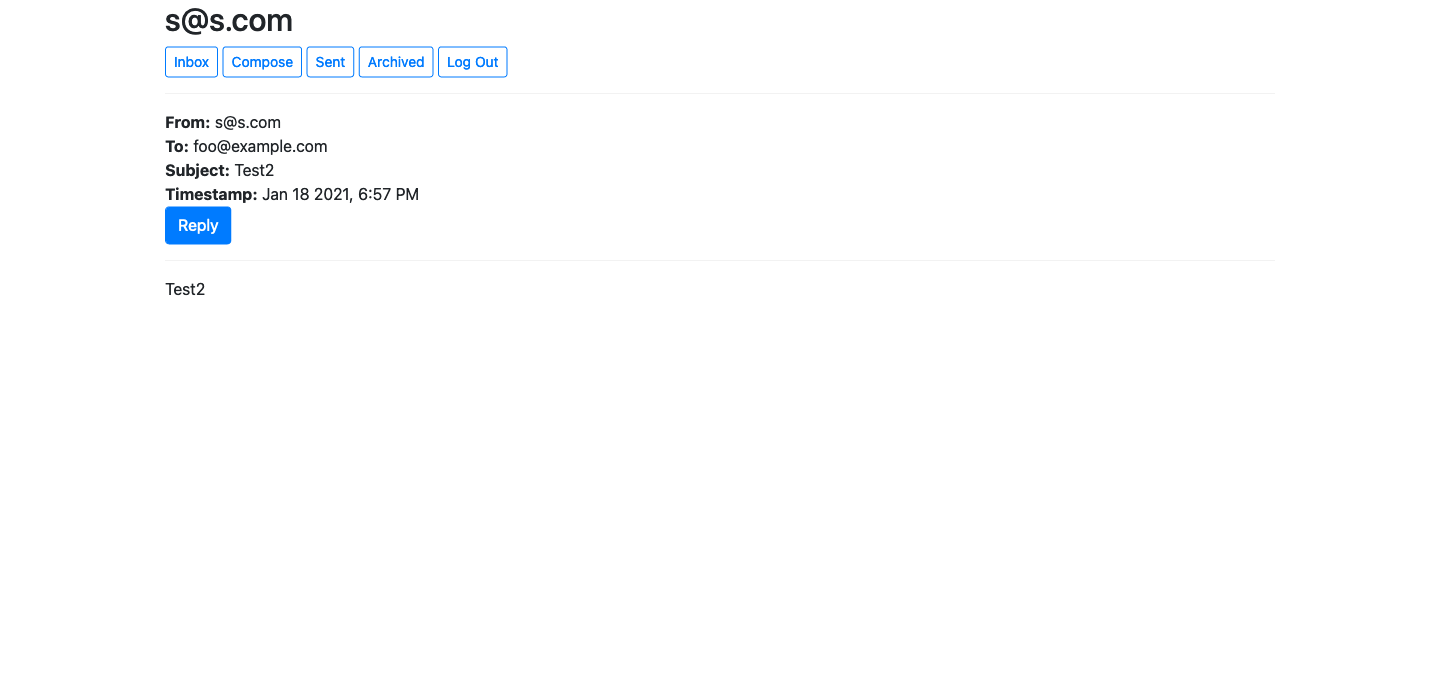 s@s.com
Inbox Compose Sent Archived Log Out
From: s@s.com
To: foo@example.com
Subject: Test2
Timestamp: Jan 18 2021, 6:57 PM
Reply
Test2